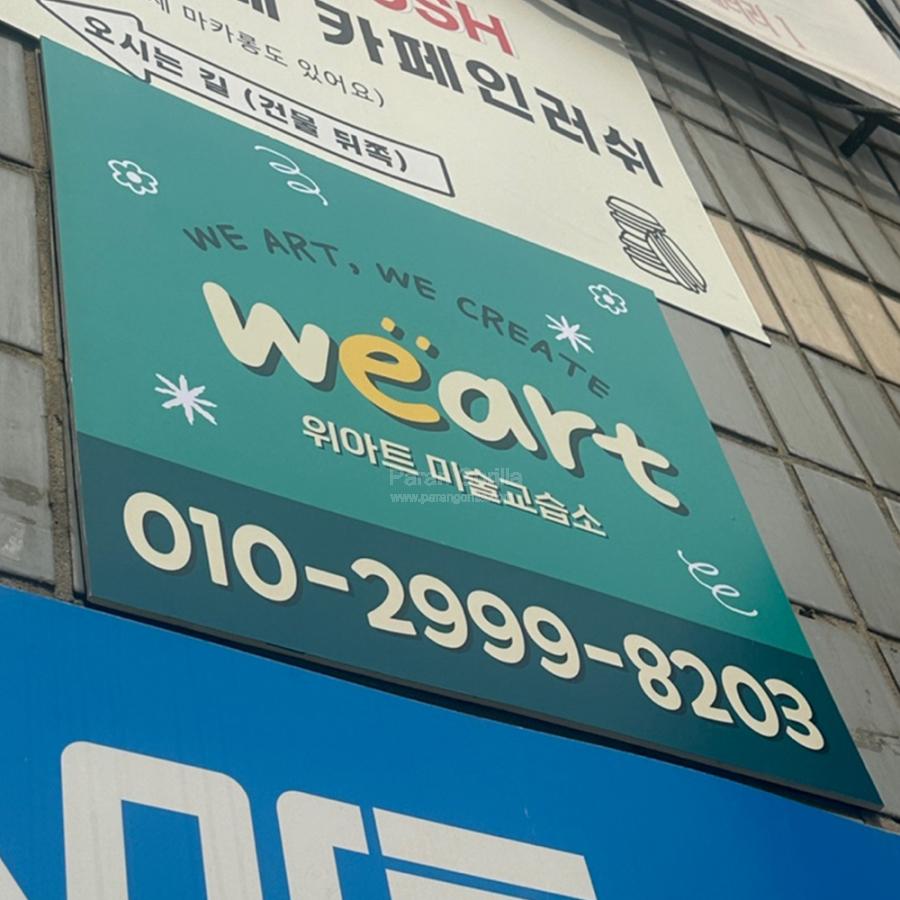 카페인러쉬
마카롱도 있어요)
오시는 길 (건물 뒤쪽)
WE ART, WE CREATE
weart
위아트 미술교습소
010-2999-8203